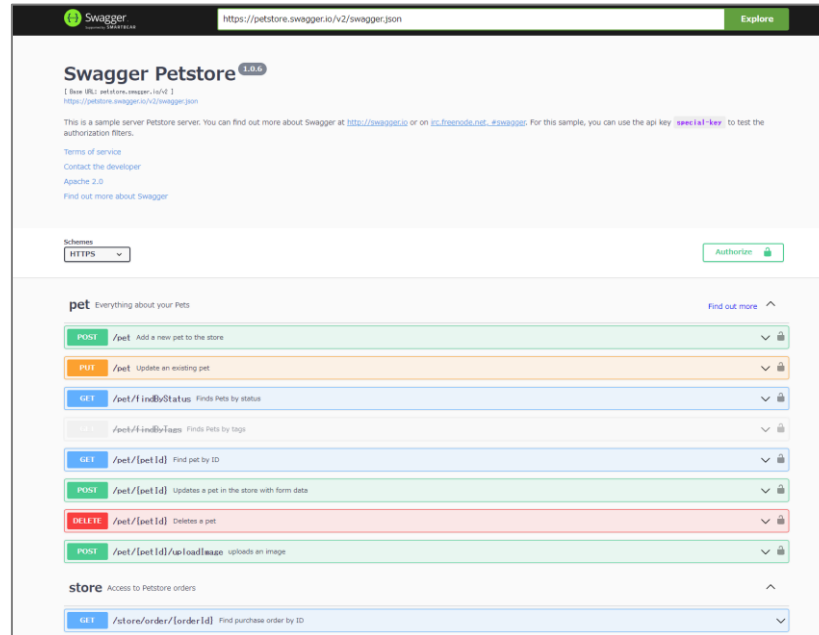 Swagger
Supported by SMARTBEAR
https://petstore.swagger.io/v2/swagger.json
Explore
Swagger Petstore 1.0.6
[ Base URL: petstore.swagger.io/v2 ]
https://petstore.swagger.io/v2/swagger.json
This is a sample server Petstore server. You can find out more about Swagger at http://swagger.io or on irc.freenode.net, #swagger. For this sample, you can use the api key special-key to test the
authorization filters.
Terms of service
Contact the developer
Apache 2.0
Find out more about Swagger
Schemes
HTTPS
Authorize
pet Everything about your Pets
Find out more
POST /pet Add a new pet to the store
PUT /pet Update an existing pet
GET /pet/findByStatus Finds Pets by status
GET /pet/findByTags Finds Pets by tags
GET /pet/{petId} Find pet by ID
POST /pet/{petId} Updates a pet in the store with form data
DELETE /pet/{petId} Deletes a pet
POST /pet/{petId}/uploadImage uploads an image
store Access to Petstore orders
GET /store/order/{orderId} Find purchase order by ID